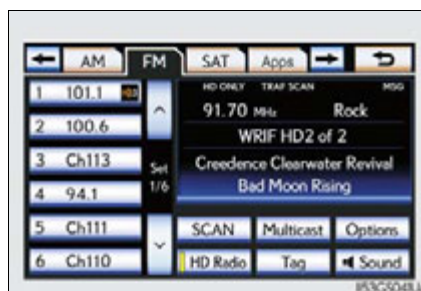 AM FM SAT Apps
1 101.1
2 100.6
3 Ch113
4 94.1
5 Ch111
6 Ch110
Set
1/6
HD ONLY TRAF SCAN MSG
91.70 MHz Rock
WRIF HD2 of 2
Creedence Clearwater Revival
Bad Moon Rising
SCAN Multicast Options
HD Radio Tag Sound